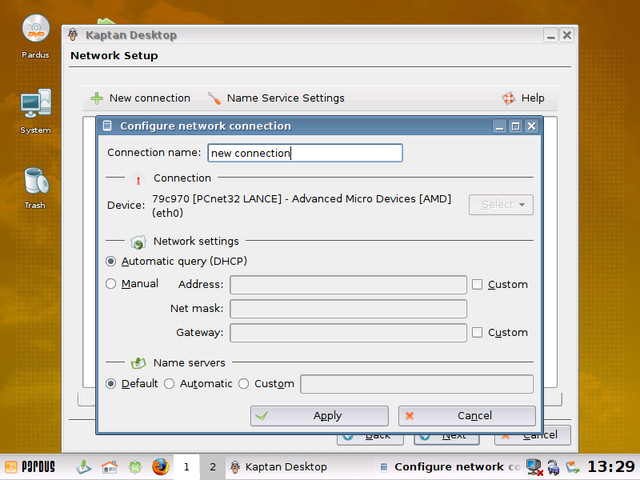 Kaptan Desktop
Network Setup
New connection
Name Service Settings
Help
Configure network connection
Connection name: new connection
Connection
Device: 79c970 [PCnet32 LANCE] - Advanced Micro Devices [AMD]
(eth0)
Select
Network settings
Automatic query (DHCP)
Manual Address: Custom
Net mask:
Gateway: Custom
Name servers
Default Automatic Custom
Apply Cancel
Back Next Cancel
DVD
Pardus
System
Trash
PARDUS 1 2 Kaptan Desktop Configure network co 13:29